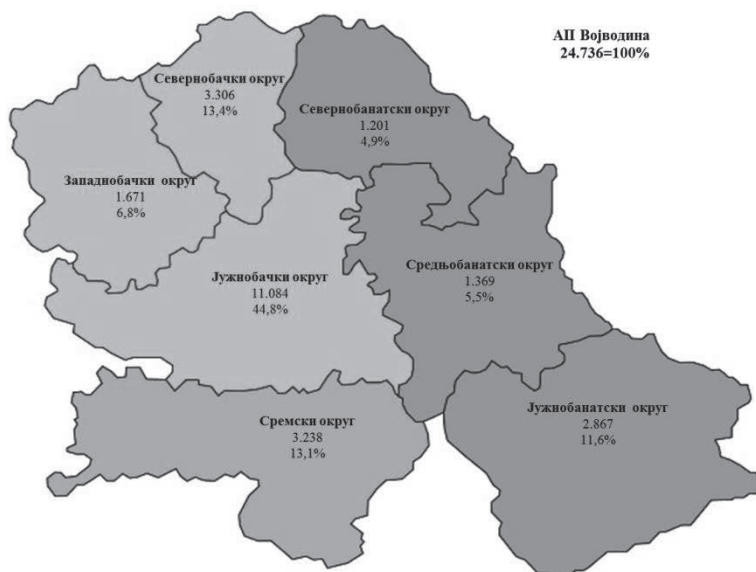 АП Војводина
24.736=100%
Севернобачки округ
3.306
13,4%
Севернобанатски округ
1.201
4,9%
Западнобачки округ
1.671
6,8%
Јужнобачки округ
11.084
44,8%
Средњобанатски округ
1.369
5,5%
Јужнобанатски округ
2.867
11,6%
Сремски округ
3.238
13,1%